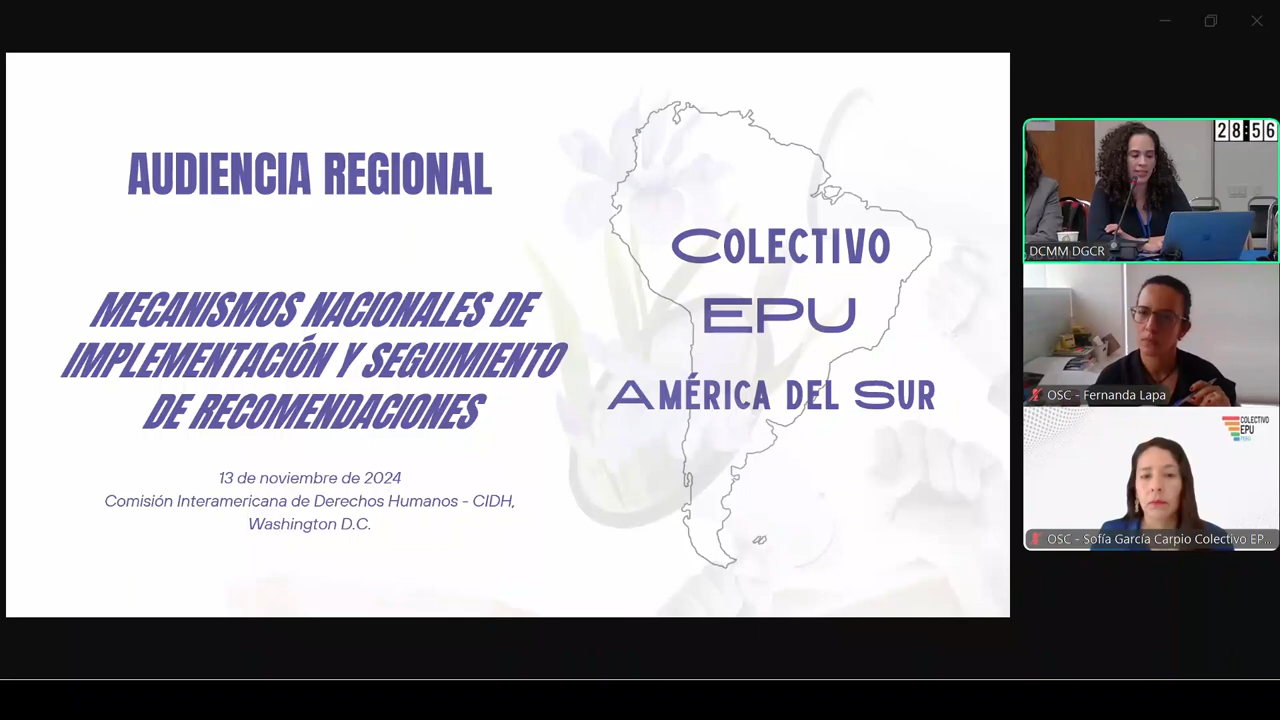 AUDIENCIA REGIONAL
MECANISMOS NACIONALES DE
IMPLEMENTACIÓN Y SEGUIMIENTO
DE RECOMENDACIONES
13 de noviembre de 2024
Comisión Interamericana de Derechos Humanos - CIDH,
Washington D.C.
COLECTIVO
EPU
AMÉRICA DEL SUR
28:56
DCMM DGCR
OSC - Fernanda Lapa
COLECTIVO
EPU
PERÚ
OSC - Sofía García Carpio Colectivo EP...